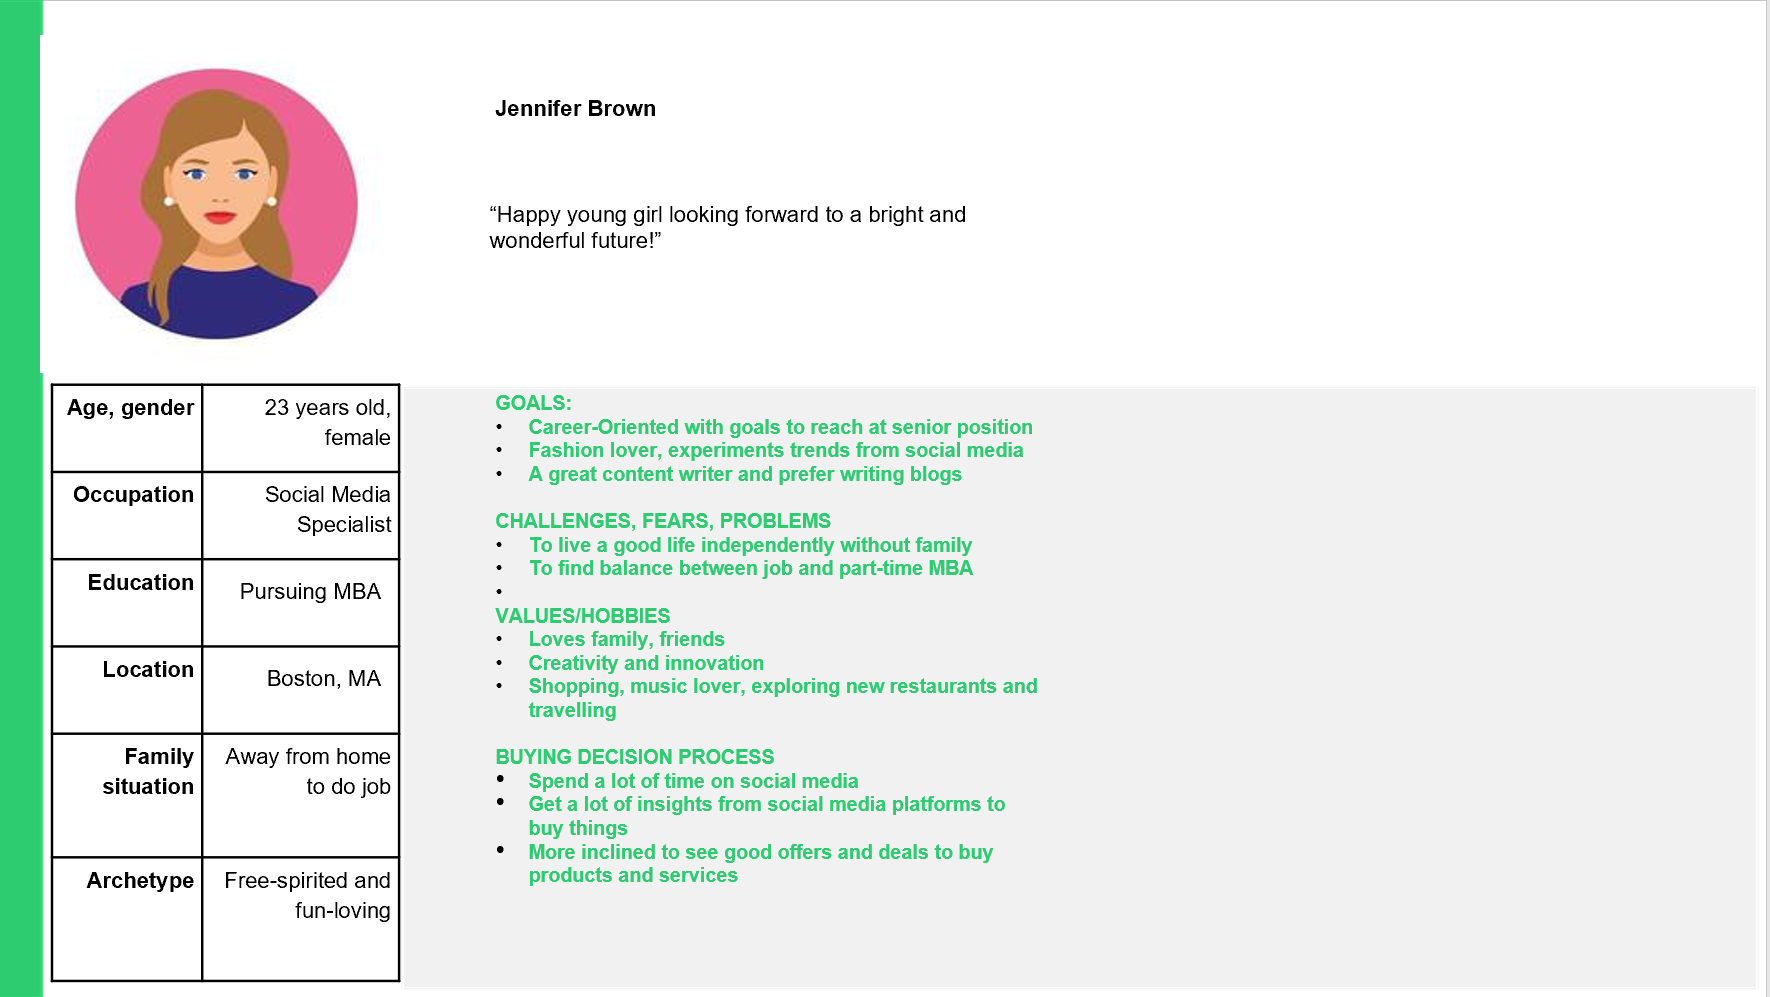 Jennifer Brown
“Happy young girl looking forward to a bright and
wonderful future!”
Age, gender
23 years old,
female
Occupation
Social Media
Specialist
Education
Pursuing MBA
Location
Boston, MA
Family
situation
Away from home
to do job
Archetype
Free-spirited and
fun-loving
GOALS:
• Career-Oriented with goals to reach at senior position
• Fashion lover, experiments trends from social media
• A great content writer and prefer writing blogs
CHALLENGES, FEARS, PROBLEMS
• To live a good life independently without family
• To find balance between job and part-time MBA
•
VALUES/HOBBIES
• Loves family, friends
• Creativity and innovation
• Shopping, music lover, exploring new restaurants and
travelling
BUYING DECISION PROCESS
• Spend a lot of time on social media
• Get a lot of insights from social media platforms to
buy things
• More inclined to see good offers and deals to buy
products and services